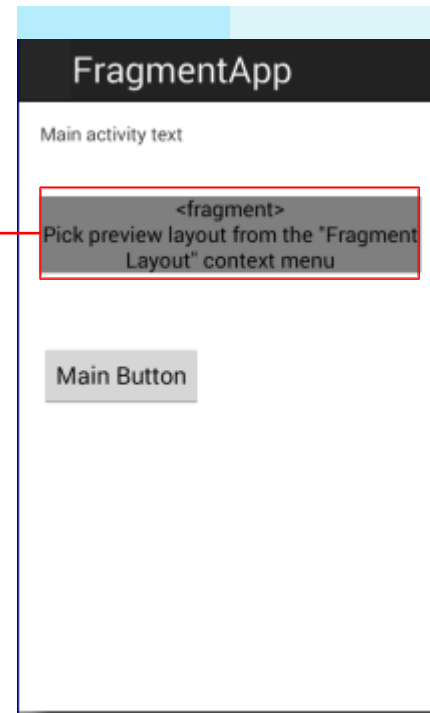 FragmentApp
Main activity text
<fragment>
Pick preview layout from the "Fragment
Layout" context menu
Main Button